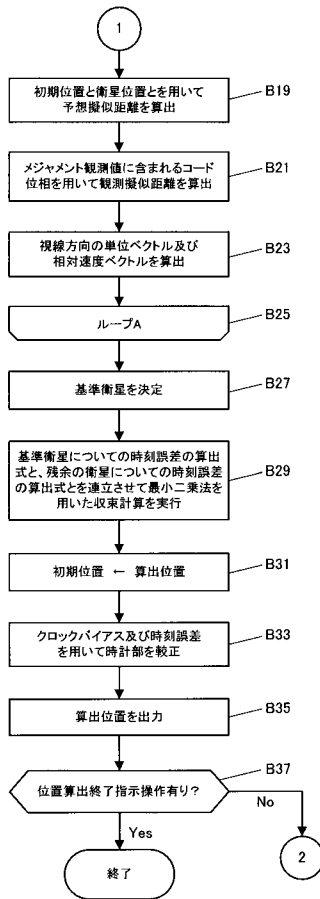 1
初期位置と衛星位置とを用いて
予想擬似距離を算出
B19
メジャメント観測値に含まれるコード
位相を用いて観測擬似距離を算出
B21
視線方向の単位ベクトル及び
相対速度ベクトルを算出
B23
ループA
B25
基準衛星を決定
B27
基準衛星についての時刻誤差の算出
式と、残余の衛星についての時刻誤差
の算出式とを連立させて最小二乗法を
用いた収束計算を実行
B29
初期位置 ← 算出位置
B31
クロックバイアス及び時刻誤差
を用いて時計部を較正
B33
算出位置を出力
B35
位置算出終了指示操作有り?
B37
No
Yes
2
終了